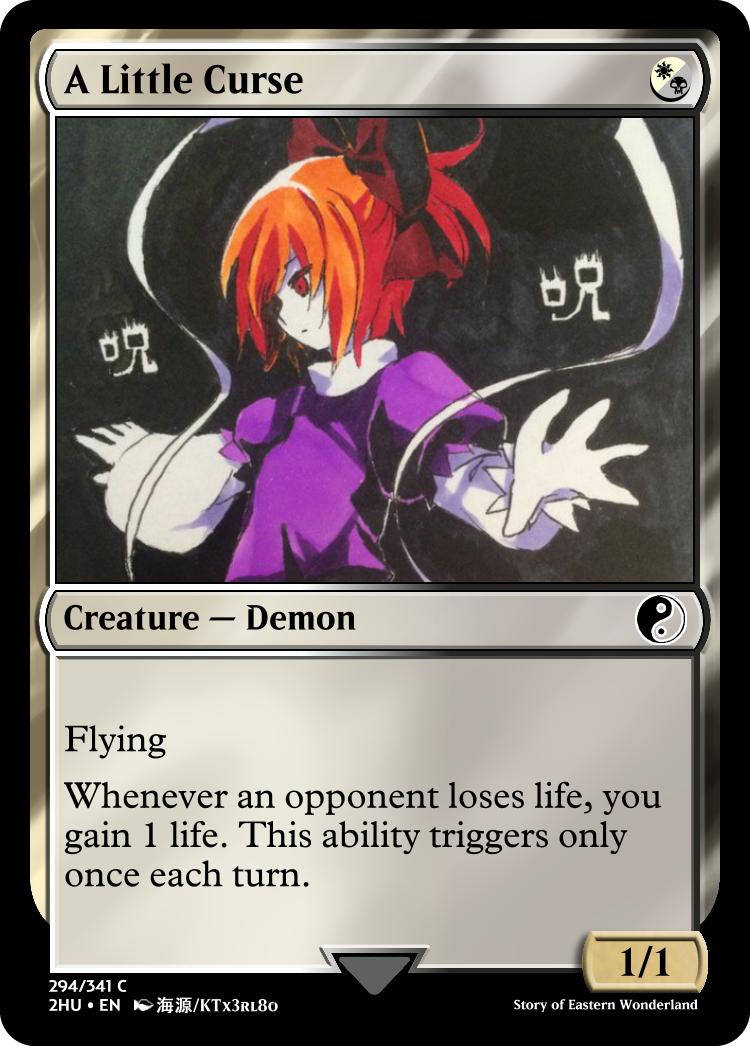 A Little Curse
呪
呪
Creature — Demon
Flying
Whenever an opponent loses life, you
gain 1 life. This ability triggers only
once each turn.
1/1
294/341 C
2HU • EN 海源/KTx3RL8o
Story of Eastern Wonderland